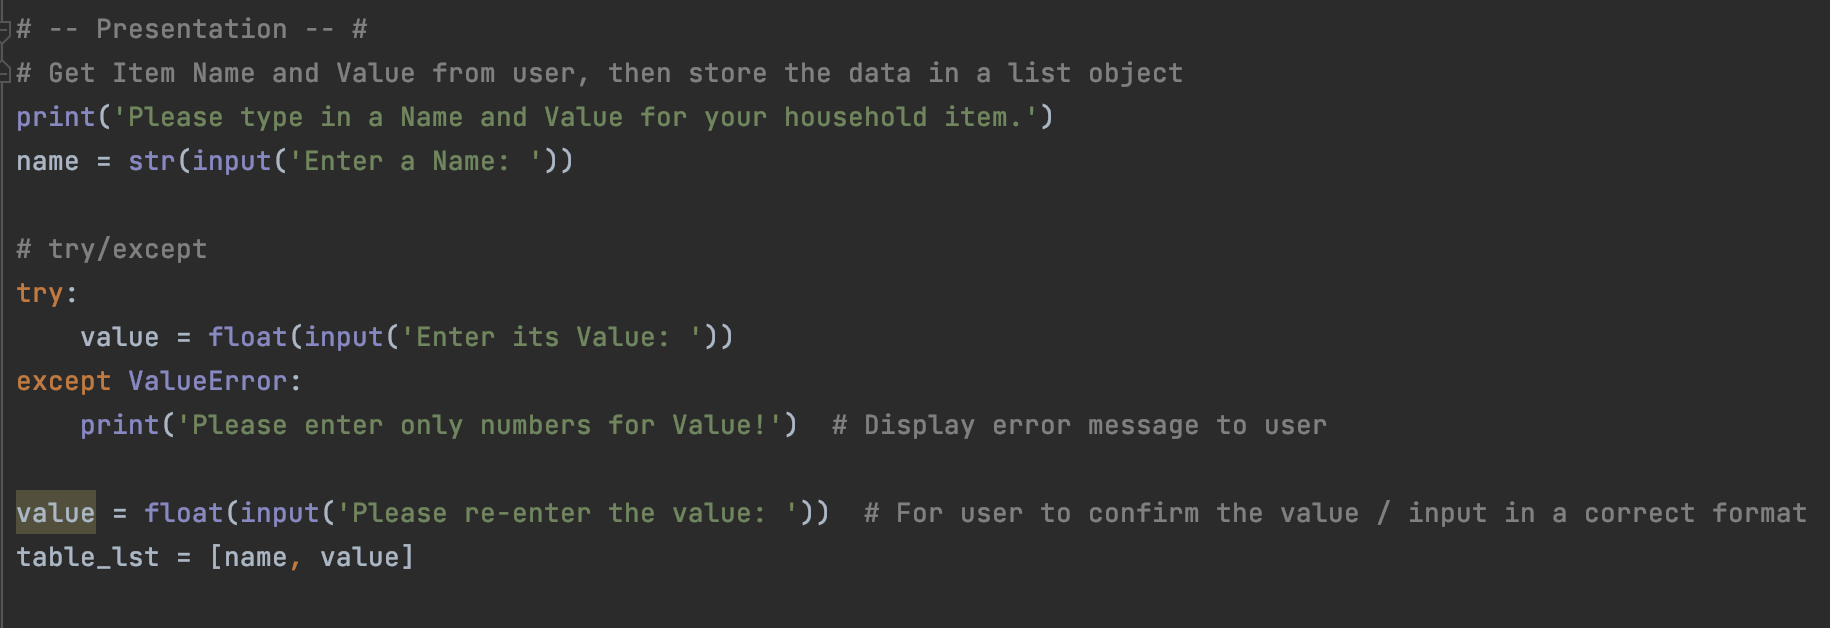 # -- Presentation -- #
# Get Item Name and Value from user, then store the data in a list object
print('Please type in a Name and Value for your household item.')
name = str(input('Enter a Name: '))
# try/except
try:
    value = float(input('Enter its Value: '))
except ValueError:
    print('Please enter only numbers for Value!')  # Display error message to user
value = float(input('Please re-enter the value: '))  # For user to confirm the value / input in a correct format
table_lst = [name, value]